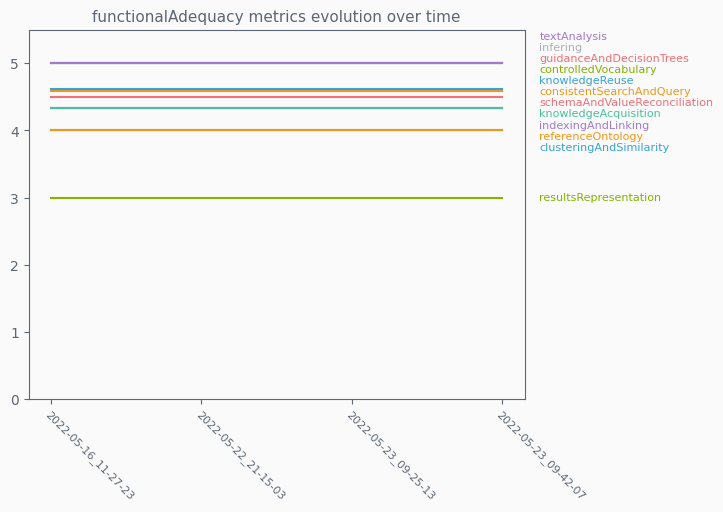 functionalAdequacy metrics evolution over time
5
4
3
2
1
0
2022-05-16_11-27-23
2022-05-22_21-15-03
2022-05-23_09-25-13
2022-05-23_09-42-07
textAnalysis
infering
guidanceAndDecisionTrees
controlledVocabulary
knowledgeReuse
consistentSearchAndQuery
schemaAndValueReconciliation
knowledgeAcquisition
indexingAndLinking
referenceOntology
clusteringAndSimilarity
resultsRepresentation